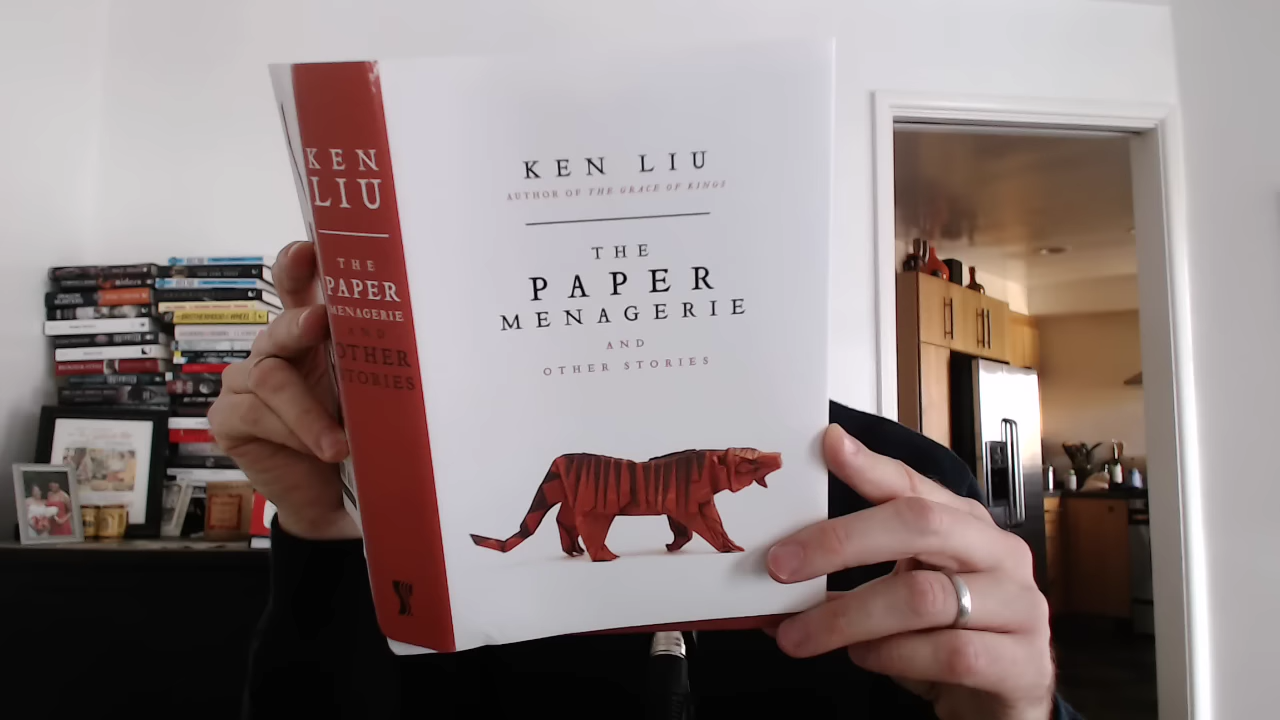 KEN
LIU
THE
PAPER
MENAGERIE
AND
OTHER
STORIES
KEN LIU
AUTHOR OF THE GRACE OF KINGS
THE
PAPER
MENAGERIE
AND
OTHER STORIES